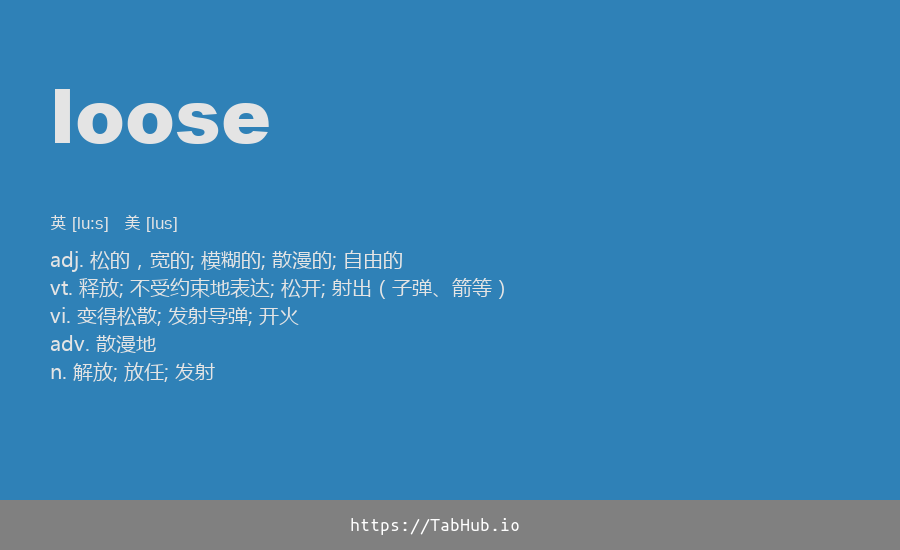 loose
英 [lu:s]   美 [lus]
adj. 松的，宽的; 模糊的; 散漫的; 自由的
vt. 释放; 不受约束地表达; 松开; 射出（子弹、箭等）
vi. 变得松散; 发射导弹; 开火
adv. 散漫地
n. 解放; 放任; 发射
https://TabHub.io